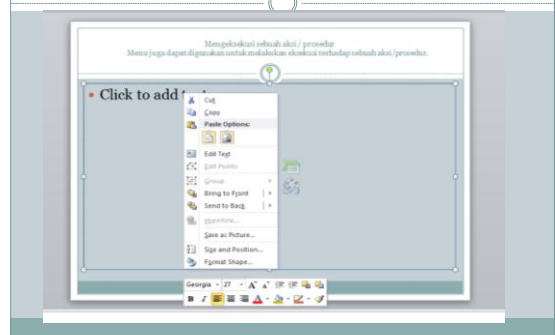 Mengeksekusi sebuah aksi / prosedur
Menu juga dapat digunakan untuk melakukan eksekusi terhadap sebuah aksi/prosedur.
• Click to add
Cut
Copy
Paste Options:
Edit Text
Edit Points
Group
Bring to Front
Send to Back
Hyperlink...
Save as Picture...
Size and Position...
Format Shape...
Georgia 27 A A
B I A